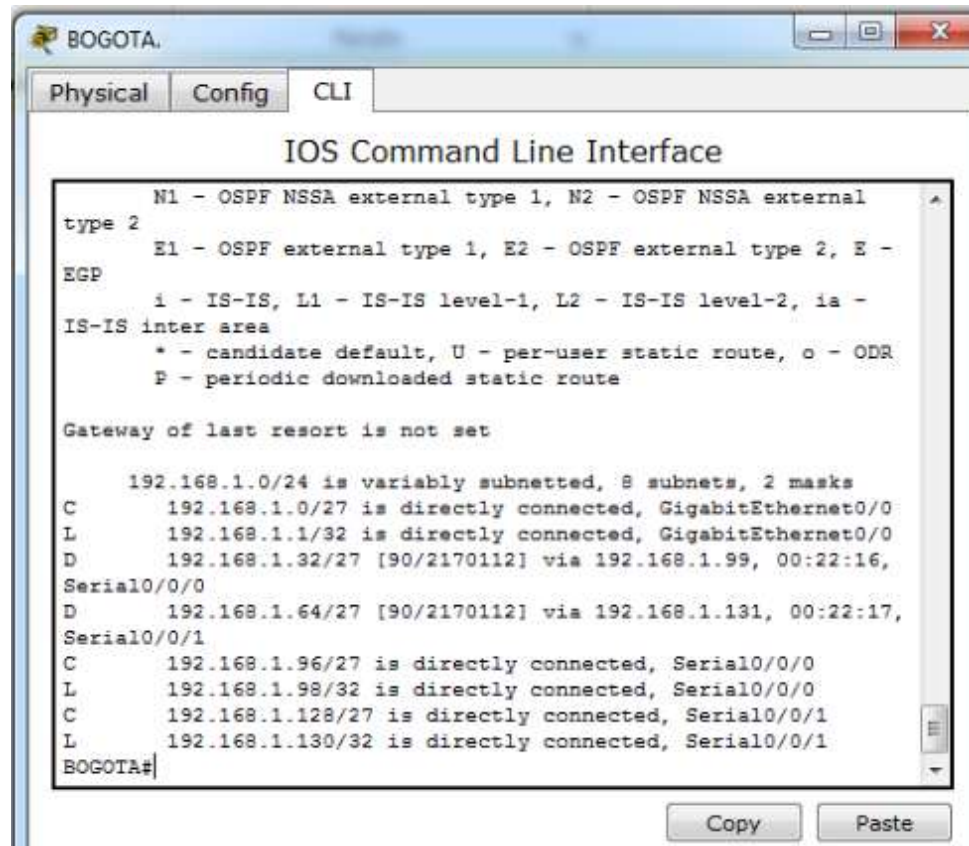 BOGOTA.
Physical Config CLI
IOS Command Line Interface
N1 - OSPF NSSA external type 1, N2 - OSPF NSSA external
type 2
E1 - OSPF external type 1, E2 - OSPF external type 2, E -
EGP
i - IS-IS, L1 - IS-IS level-1, L2 - IS-IS level-2, ia -
IS-IS inter area
* - candidate default, U - per-user static route, o - ODR
P - periodic downloaded static route
Gateway of last resort is not set
192.168.1.0/24 is variably subnetted, 8 subnets, 2 masks
C 192.168.1.0/27 is directly connected, GigabitEthernet0/0
L 192.168.1.1/32 is directly connected, GigabitEthernet0/0
D 192.168.1.32/27 [90/2170112] via 192.168.1.99, 00:22:16,
Serial0/0/0
D 192.168.1.64/27 [90/2170112] via 192.168.1.131, 00:22:17,
Serial0/0/1
C 192.168.1.96/27 is directly connected, Serial0/0/0
L 192.168.1.98/32 is directly connected, Serial0/0/0
C 192.168.1.128/27 is directly connected, Serial0/0/1
L 192.168.1.130/32 is directly connected, Serial0/0/1
BOGOTA#
Copy Paste